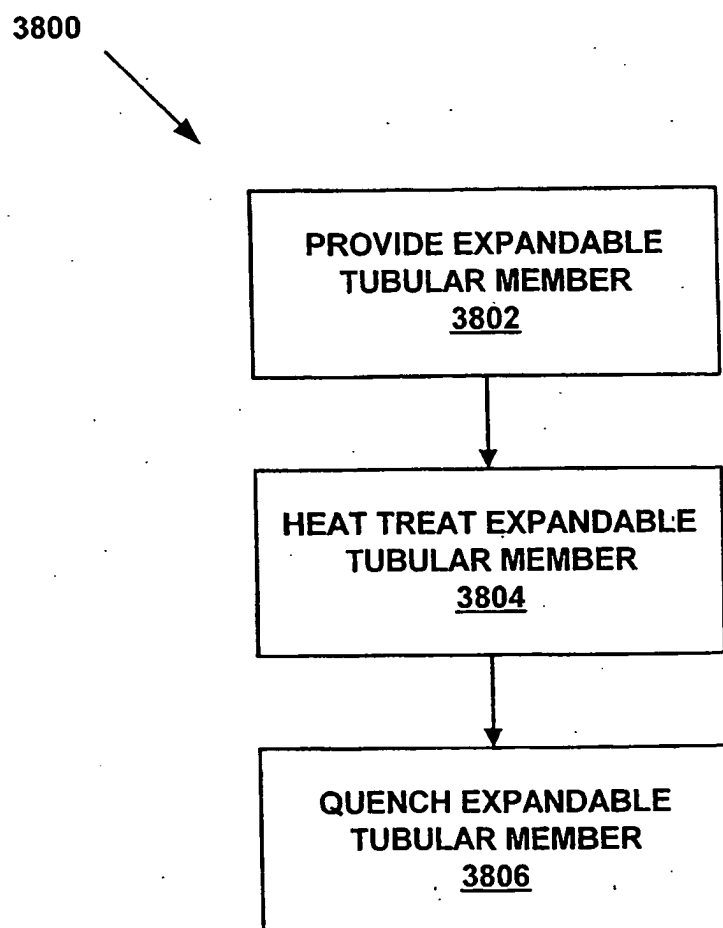 3800
PROVIDE EXPANDABLE
TUBULAR MEMBER
3802
HEAT TREAT EXPANDABLE
TUBULAR MEMBER
3804
QUENCH EXPANDABLE
TUBULAR MEMBER
3806